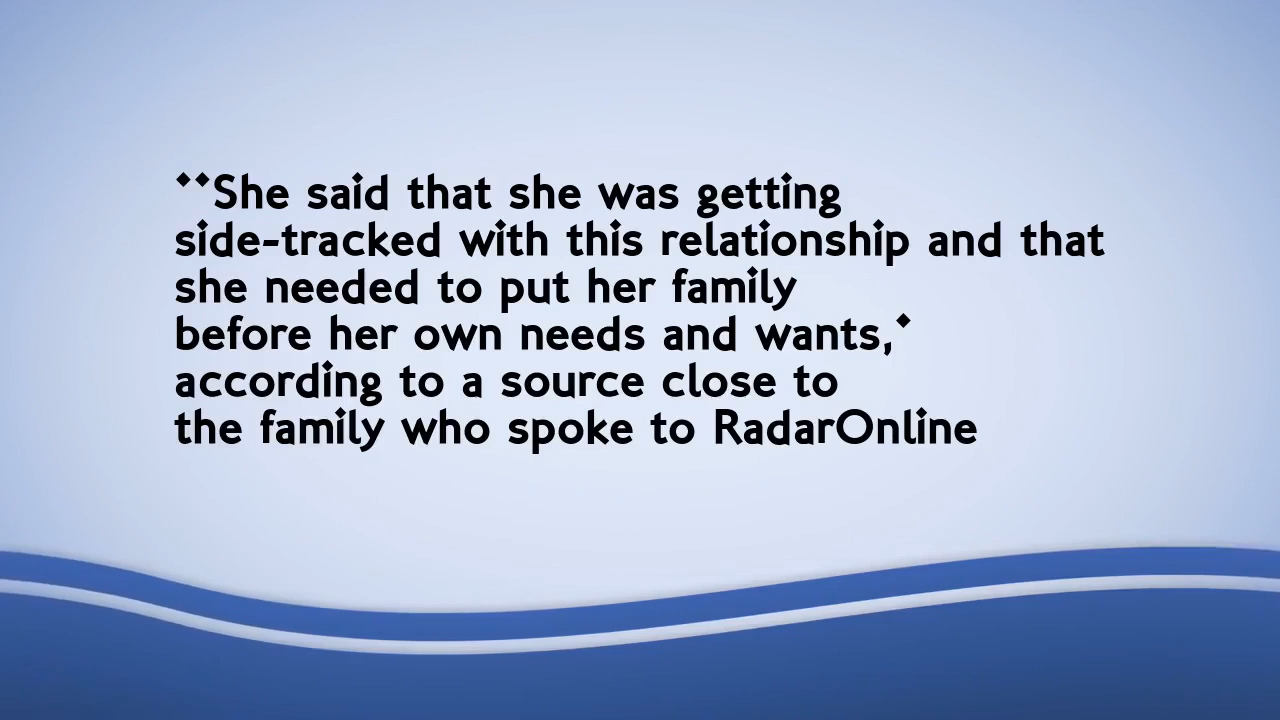 "She said that she was getting
side-tracked with this relationship and that
she needed to put her family
before her own needs and wants,'
according to a source close to
the family who spoke to RadarOnline